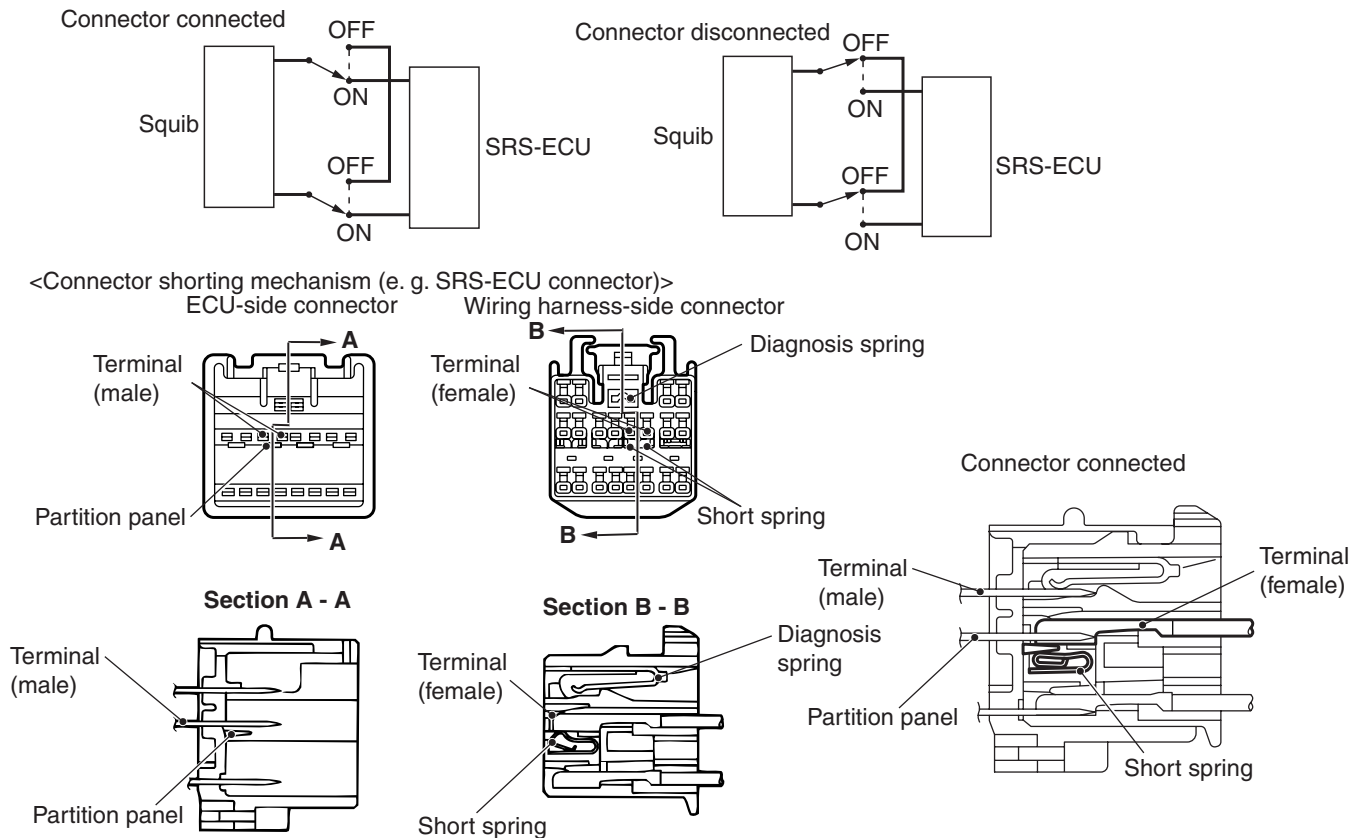 Connector connected
OFF
ON
Squib
SRS-ECU
OFF
ON
Connector disconnected
OFF
ON
Squib
SRS-ECU
OFF
ON
<Connector shorting mechanism (e. g. SRS-ECU connector)>
ECU-side connector
A
Terminal
(male)
Partition panel
A
Wiring harness-side connector
B
Diagnosis spring
Terminal
(female)
Short spring
B
Section A - A
Terminal
(male)
Partition panel
Section B - B
Terminal
(female)
Diagnosis
spring
Short spring
Connector connected
Terminal
(male)
Terminal
(female)
Partition panel
Short spring